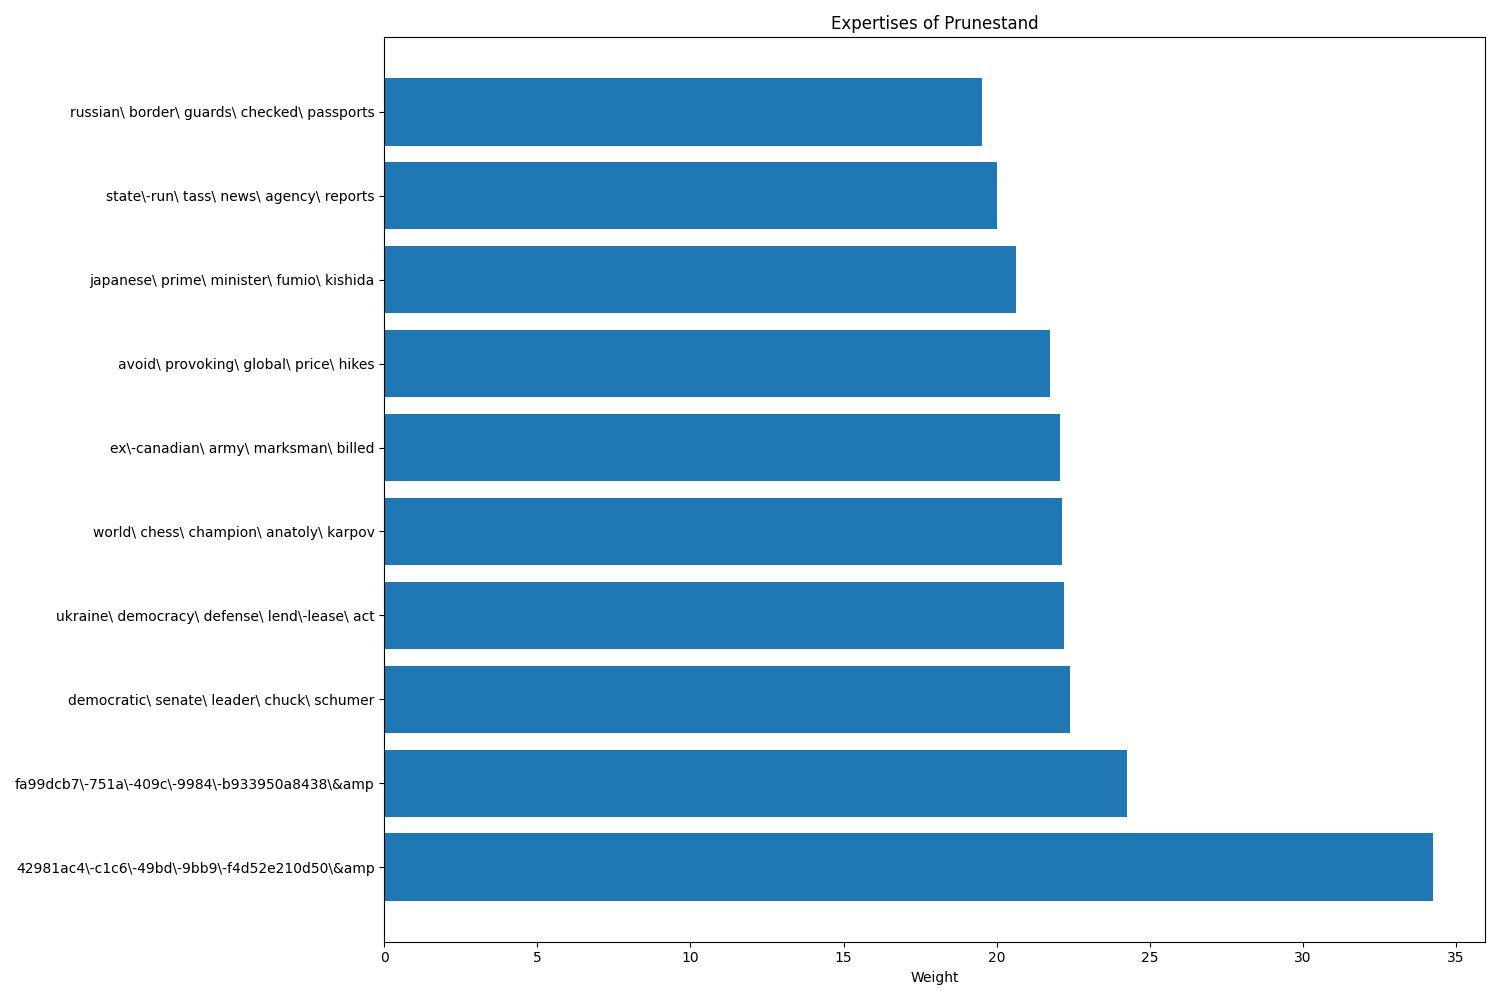 Expertises of Prunestand
russian\ border\ guards\ checked\ passports
state\-run\ tass\ news\ agency\ reports
japanese\ prime\ minister\ fumio\ kishida
avoid\ provoking\ global\ price\ hikes
ex\-canadian\ army\ marksman\ billed
world\ chess\ champion\ anatoly\ karpov
ukraine\ democracy\ defense\ lend\-lease\ act
democratic\ senate\ leader\ chuck\ schumer
fa99dcb7\-751a\-409c\-9984\-b933950a8438\&amp
42981ac4\-c1c6\-49bd\-9bb9\-f4d52e210d50\&amp
0 5 10 15 20 25 30 35
Weight